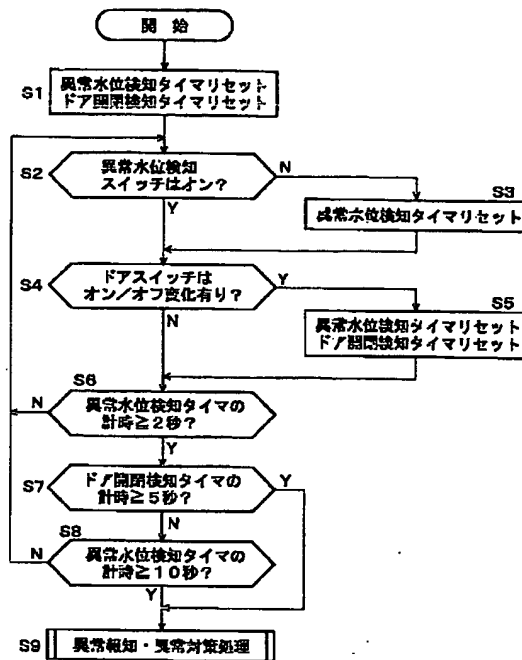 開 始
S1
異常水位検知タイマリセット
ドア開閉検知タイマリセット
S2
異常水位検知
スイッチはオン?
N
Y
S3
異常水位検知タイマリセット
S4
ドアスイッチは
オン/オフ変化有り?
Y
N
S5
異常水位検知タイマリセット
ドア開閉検知タイマリセット
S6
異常水位検知タイマの
計時≧2秒?
N
Y
S7
ドア開閉検知タイマの
計時≧5秒?
Y
N
S8
異常水位検知タイマの
計時≧10秒?
N
Y
S9
異常報知・異常対策処理